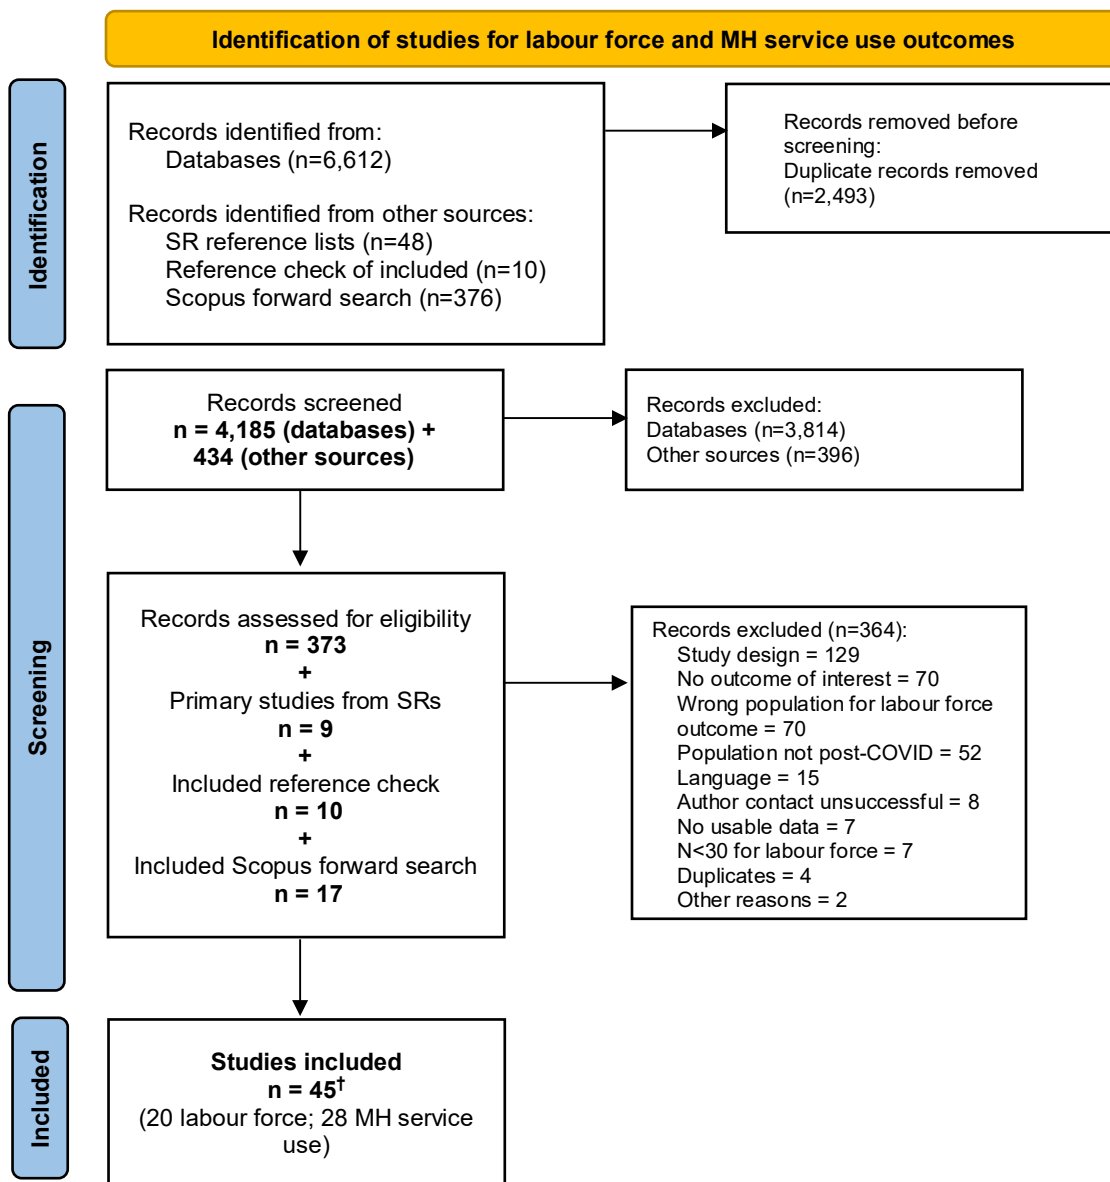 Identification of studies for labour force and MH service use outcomes
Identification
Records identified from:
Databases (n=6,612)
Records identified from other sources:
SR reference lists (n=48)
Reference check of included (n=10)
Scopus forward search (n=376)
Records removed before
screening:
Duplicate records removed
(n=2,493)
Screening
Records screened
n = 4,185 (databases) +
434 (other sources)
Records excluded:
Databases (n=3,814)
Other sources (n=396)
Records assessed for eligibility
n = 373
+
Primary studies from SRs
n = 9
+
Included reference check
n = 10
+
Included Scopus forward search
n = 17
Records excluded (n=364):
Study design = 129
No outcome of interest = 70
Wrong population for labour force
outcome = 70
Population not post-COVID = 52
Language = 15
Author contact unsuccessful = 8
No usable data = 7
N<30 for labour force = 7
Duplicates = 4
Other reasons = 2
Included
Studies included
n = 45†
(20 labour force; 28 MH service
use)